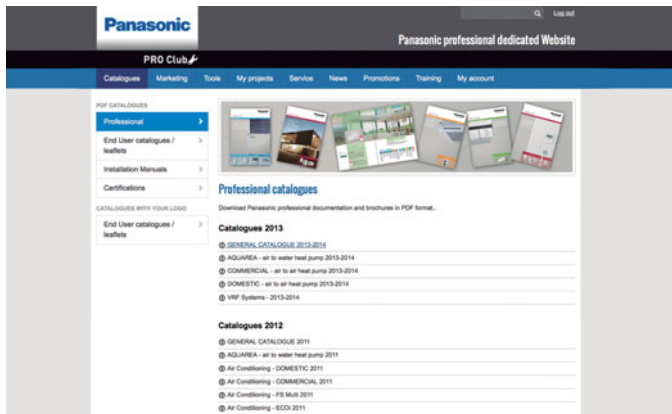 Panasonic
Log out
Panasonic professional dedicated Website
PRO Club
Catalogues Marketing Tools My projects Service News Promotions Training My account
PDF CATALOGUES
Professional
End User catalogues /
leaflets
Installation Manuals
Certifications
CATALOGUES WITH YOUR LOGO
End User catalogues /
leaflets
Professional catalogues
Download Panasonic professional documentation and brochures in PDF format..
Catalogues 2013
GENERAL CATALOGUE 2013-2014
AQUAREA - air to water heat pump 2013-2014
COMMERCIAL - air to air heat pump 2013-2014
DOMESTIC - air to air heat pump 2013-2014
VRF Systems - 2013-2014
Catalogues 2012
GENERAL CATALOGUE 2011
AQUAREA - air to water heat pump 2011
Air Conditioning - DOMESTIC 2011
Air Conditioning - COMMERCIAL 2011
Air Conditioning - FS Multi 2011
Air Conditioning - ECOi 2011